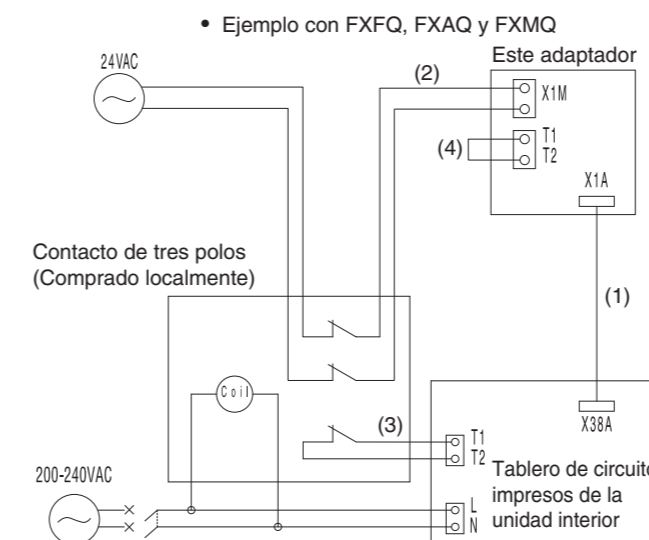 • Ejemplo con FXFQ, FXAQ y FXMQ
Este adaptador
24VAC
(2)
X1M
(4)
T1
T2
X1A
Contacto de tres polos
(Comprado localmente)
(1)
Coil
X38A
(3)
T1
T2
Tablero de circuito
impresos de la
unidad interior
200-240VAC
L
N